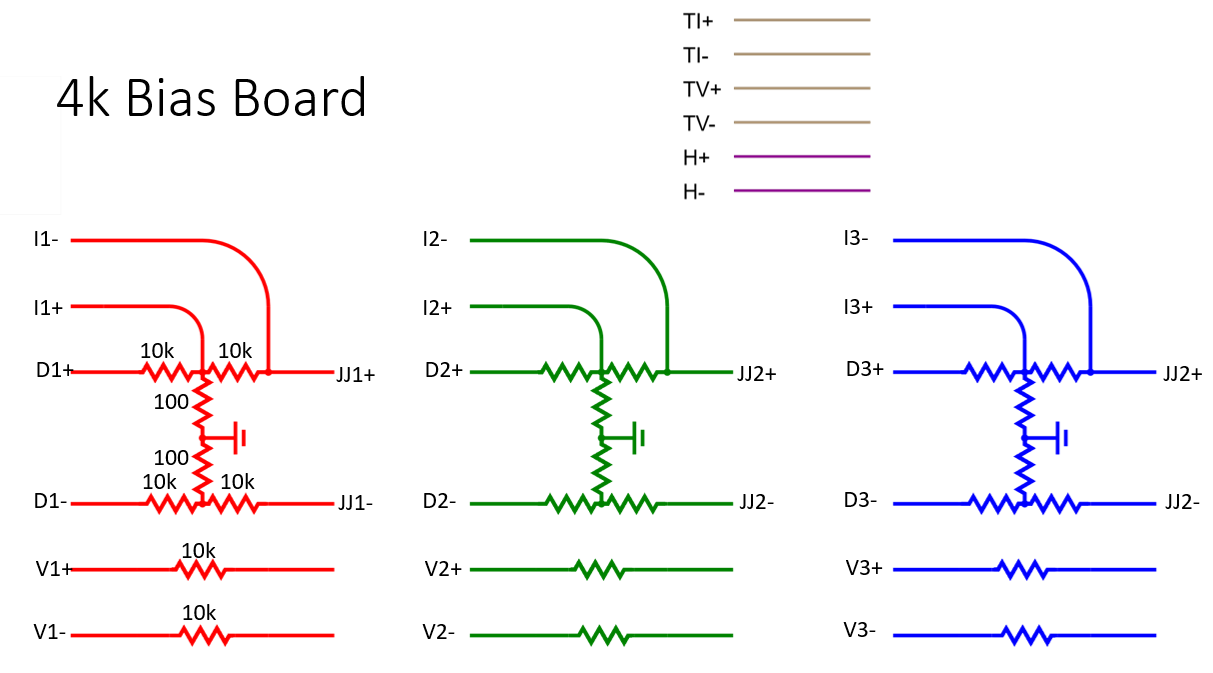 TI+
TI-
TV+
TV-
H+
H-
4k Bias Board
I1-
I1+
D1+
10k
10k
JJ1+
100
100
10k
10k
D1-
JJ1-
10k
V1+
10k
V1-
I2-
I2+
D2+
JJ2+
D2-
JJ2-
V2+
V2-
I3-
I3+
D3+
JJ2+
D3-
JJ2-
V3+
V3-